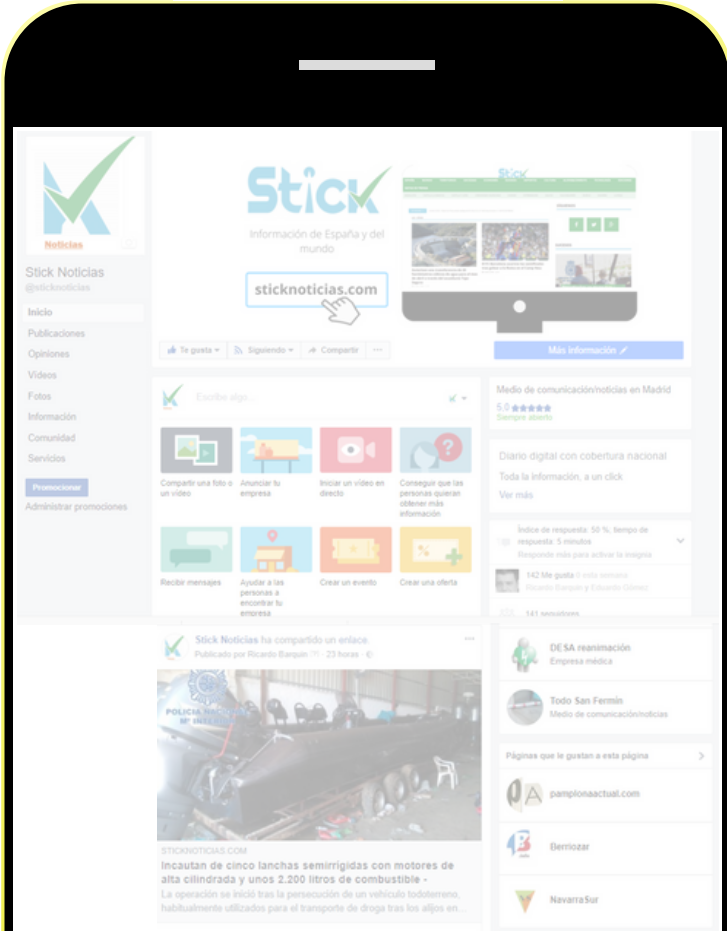 Noticias
Stick Noticias
@sticknoticias
Inicio
Publicaciones
Opiniones
Vídeos
Fotos
Información
Comunidad
Servicios
Promocionar
Administrar promociones
Stick
Información de España y del
mundo
sticknoticias.com
Stick
Te gusta
Siguiendo
Compartir
Más información
Escribe algo...
Compartir una foto o
un vídeo
Anunciar tu
empresa
Iniciar un vídeo en
directo
Conseguir que las
personas quieran
obtener más
información
Recibir mensajes
Ayudar a las
personas a
encontrar tu
empresa
Crear un evento
Crear una oferta
Medio de comunicación/noticias en Madrid
5,0 ★★★★★
Siempre abierto
Diario digital con cobertura nacional
Toda la información, a un click
Ver más
Índice de respuesta: 50 %, tiempo de
respuesta: 5 minutos
Responde más para activar la insignia
142 Me gusta 0 esta semana
Ricardo Barquín y Eduardo Gómez
141 seguidores
Stick Noticias ha compartido un enlace.
Publicado por Ricardo Barquin · 23 horas ·
POLICIA NACIONAL
STICKNOTICIAS.COM
Incautan de cinco lanchas semirrígidas con motores de
alta cilindrada y unos 2.200 litros de combustible -
La operación se inició tras la persecución de un vehículo todoterreno,
habitualmente utilizados para el transporte de droga tras los alijos en...
DESA reanimación
Empresa médica
Todo San Fermín
Medio de comunicación/noticias
Páginas que le gustan a esta página
PA
pamplonaactual.com
Berriozar
NavarraSur